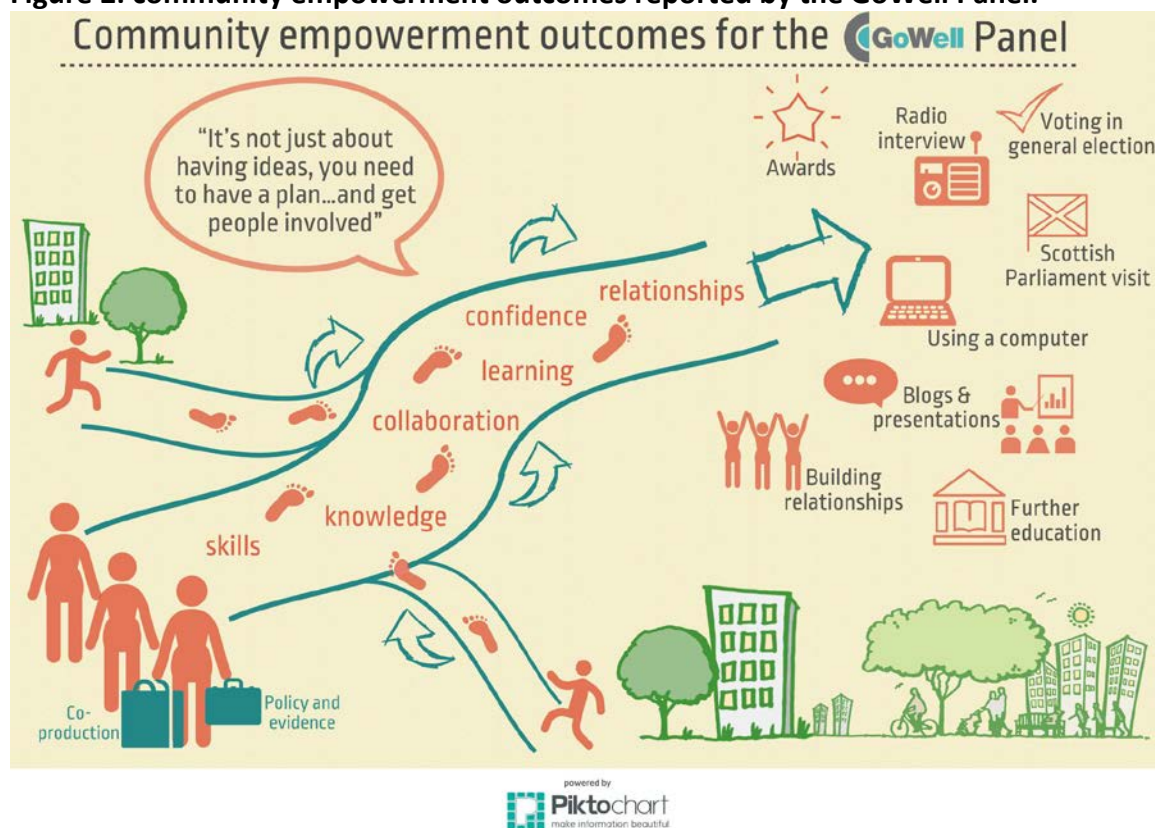 Community empowerment outcomes for the GoWell Panel
“It’s not just about
having ideas, you need
to have a plan...and get
people involved”
Awards
Radio
interview
Voting in
general election
Scottish
Parliament visit
Using a computer
Blogs &
presentations
Building
relationships
Further
education
relationships
confidence
learning
collaboration
knowledge
skills
Co-
production
Policy and
evidence
powered by
Piktochart
make information beautiful